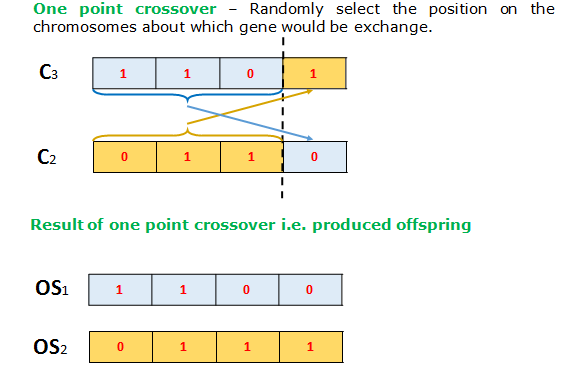 One point crossover – Randomly select the position on the
chromosomes about which gene would be exchange.
C3 1 1 0 1
C2 0 1 1 0
Result of one point crossover i.e. produced offspring
OS1 1 1 0 0
OS2 0 1 1 1